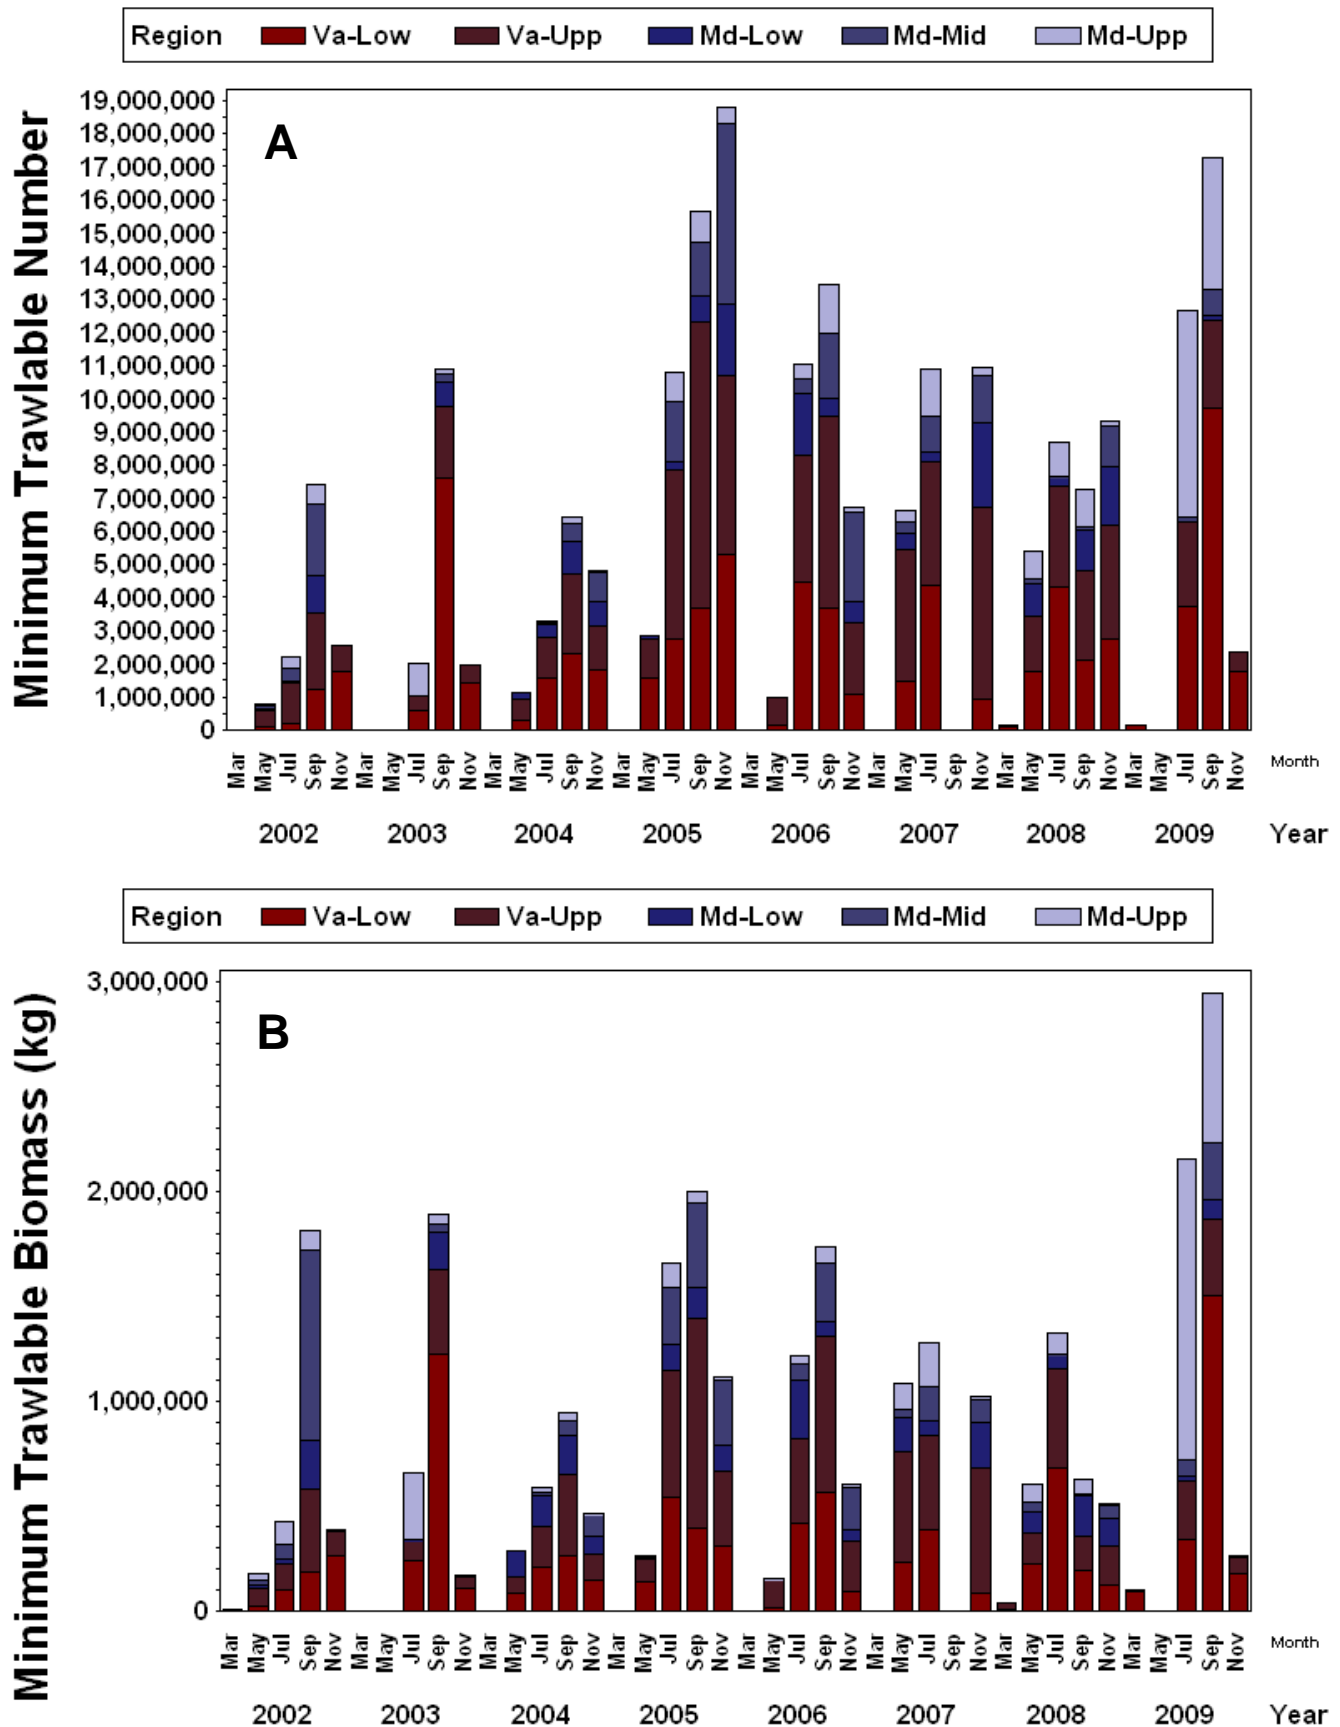 Region Va-Low Va-Upp Md-Low Md-Mid Md-Upp
A
Minimum Trawlable Number
19,000,000
18,000,000
17,000,000
16,000,000
15,000,000
14,000,000
13,000,000
12,000,000
11,000,000
10,000,000
9,000,000
8,000,000
7,000,000
6,000,000
5,000,000
4,000,000
3,000,000
2,000,000
1,000,000
0
Mar May Jul Sep Nov Mar May Jul Sep Nov Mar May Jul Sep Nov Mar May Jul Sep Nov Mar May Jul Sep Nov Mar May Jul Sep Nov Mar May Jul Sep Nov Mar May Jul Sep Nov Month
2002 2003 2004 2005 2006 2007 2008 2009 Year
Region Va-Low Va-Upp Md-Low Md-Mid Md-Upp
B
Minimum Trawlable Biomass (kg)
3,000,000
2,000,000
1,000,000
0
Mar May Jul Sep Nov Mar May Jul Sep Nov Mar May Jul Sep Nov Mar May Jul Sep Nov Mar May Jul Sep Nov Mar May Jul Sep Nov Mar May Jul Sep Nov Mar May Jul Sep Nov Month
2002 2003 2004 2005 2006 2007 2008 2009 Year